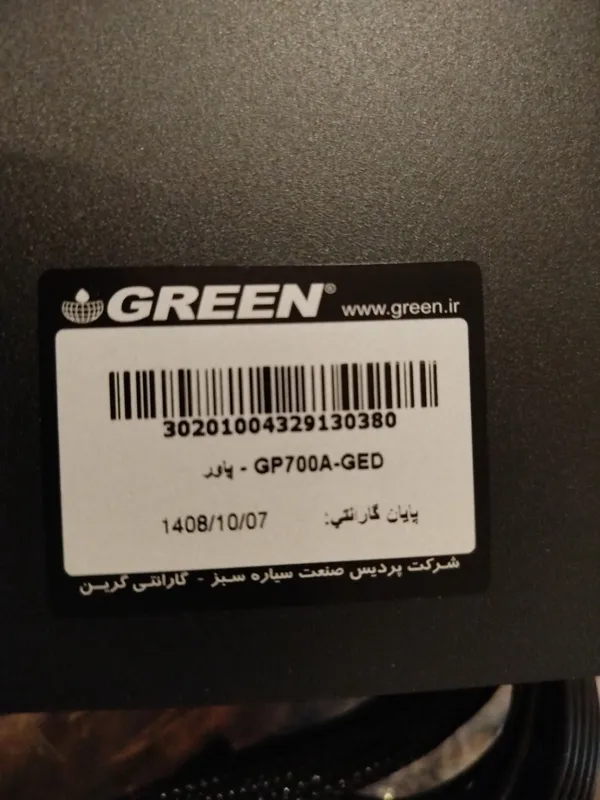 GREEN® www.green.ir
30201004329130380
پاور - GP700A-GED
پایان گارانتي: 1408/10/07
شرکت پردیس صنعت سیاره سبز - گارانتی گرین